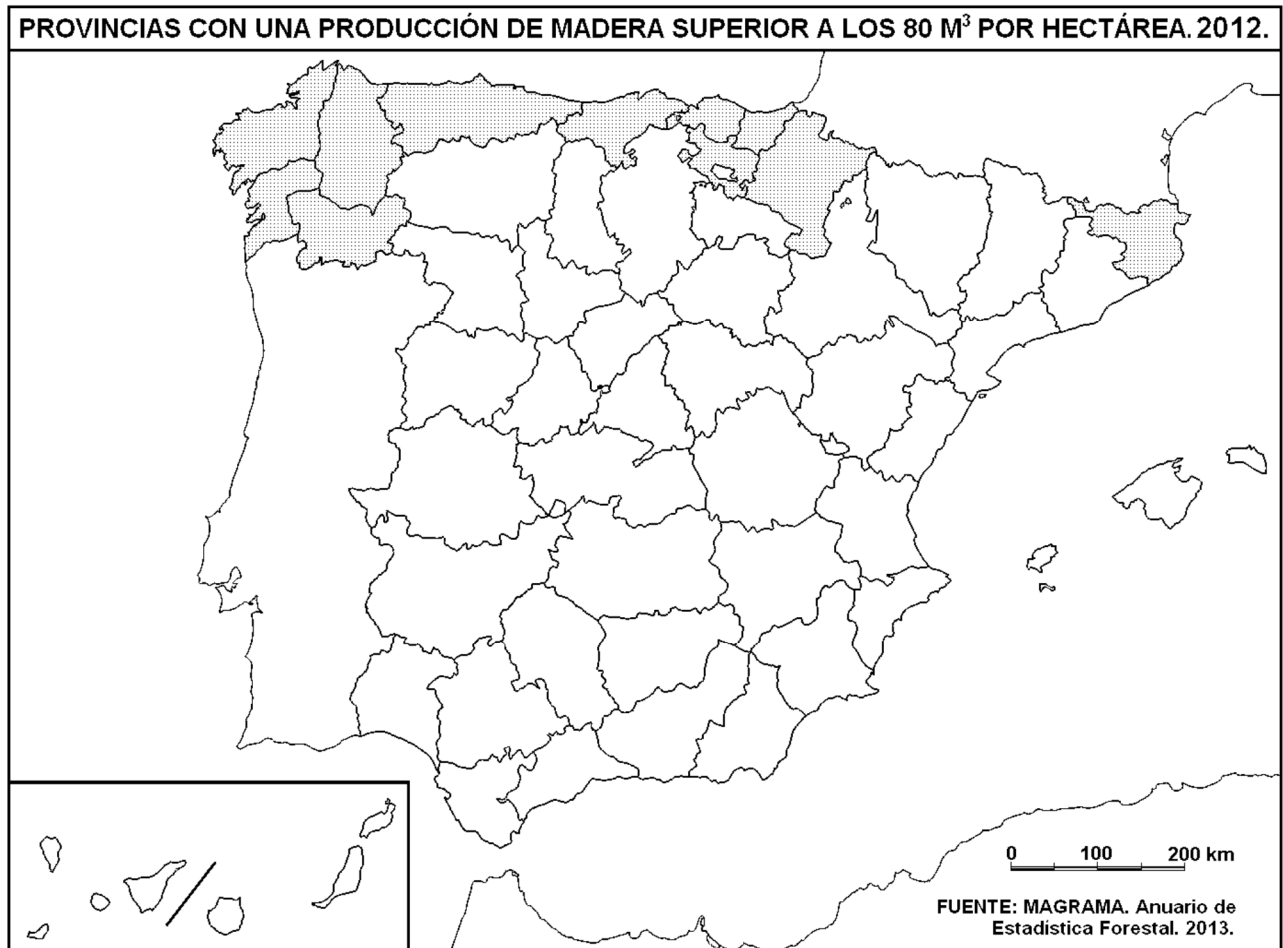 PROVINCIAS CON UNA PRODUCCIÓN DE MADERA SUPERIOR A LOS 80 M³ POR HECTÁREA. 2012.
0 100 200 km
FUENTE: MAGRAMA. Anuario de
Estadística Forestal. 2013.